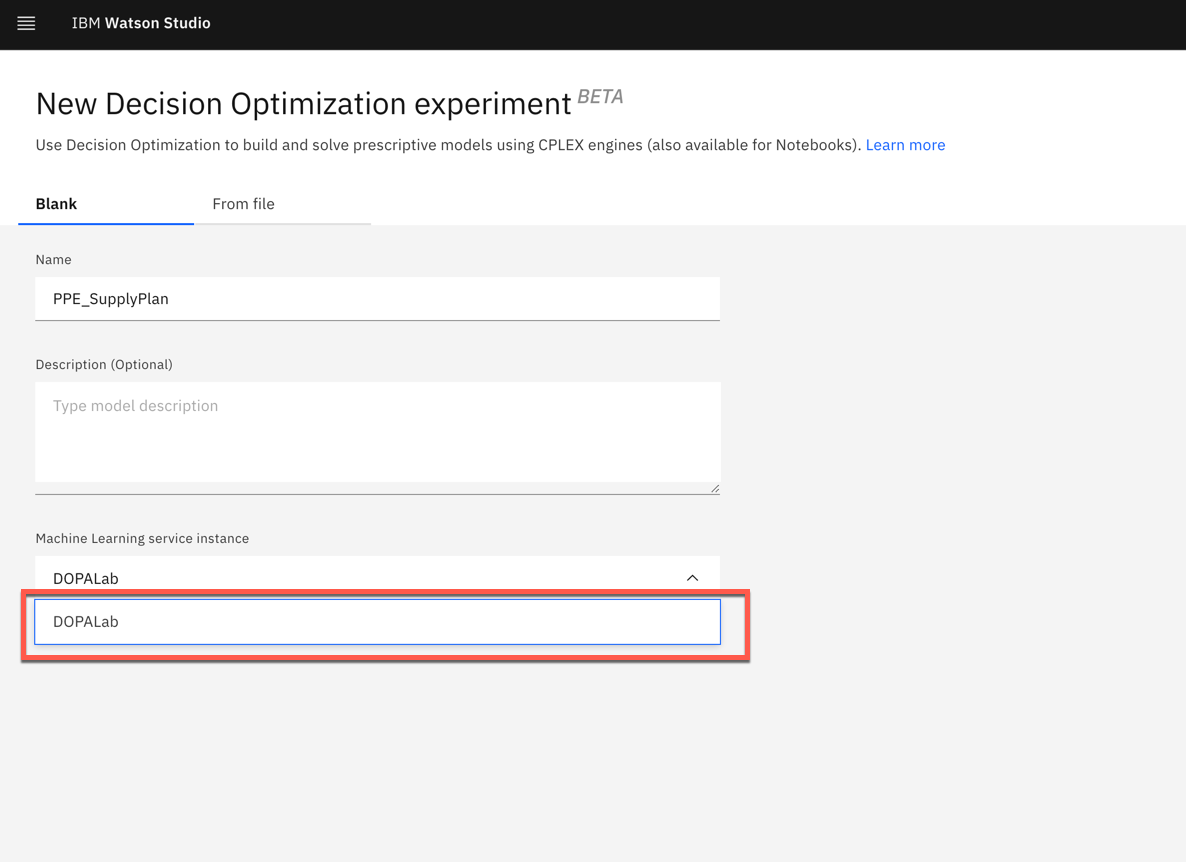 IBM Watson Studio
New Decision Optimization experiment BETA
Use Decision Optimization to build and solve prescriptive models using CPLEX engines (also available for Notebooks). Learn more
Blank From file
Name
PPE_SupplyPlan
Description (Optional)
Type model description
Machine Learning service instance
DOPALab
DOPALab